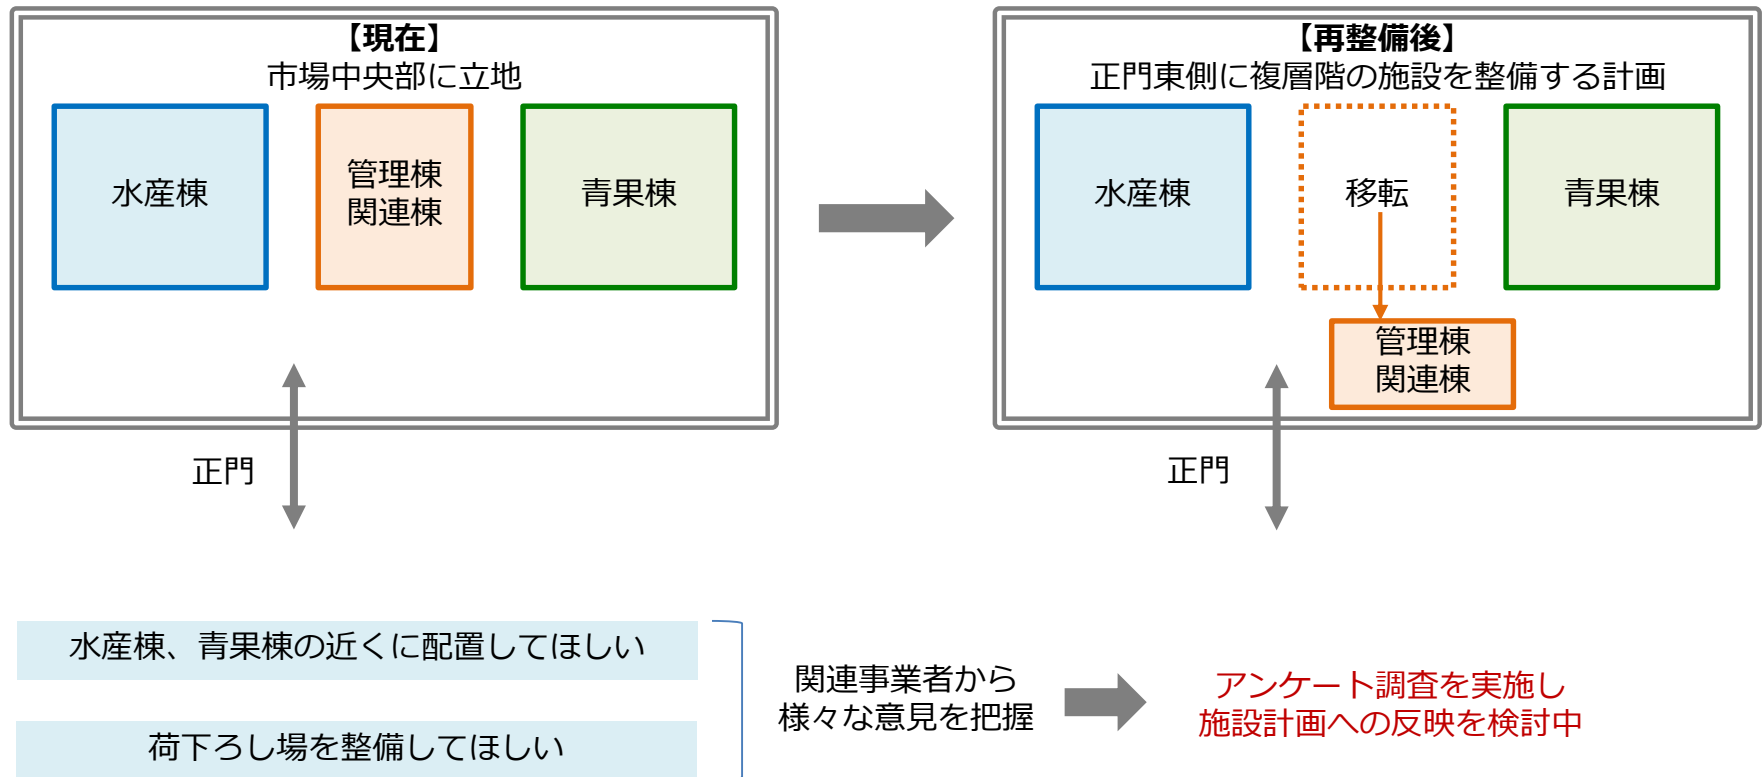 【現在】
市場中央部に立地
水産棟
管理棟
関連棟
青果棟
正門
【再整備後】
正門東側に複層階の施設を整備する計画
水産棟
移転
青果棟
管理棟
関連棟
正門
水産棟、青果棟の近くに配置してほしい
荷下ろし場を整備してほしい
関連事業者から
様々な意見を把握
アンケート調査を実施し
施設計画への反映を検討中